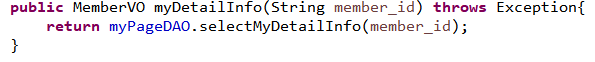 public MemberVO myDetailInfo(String member_id) throws Exception{
return myPageDAO.selectMyDetailInfo(member_id);
}